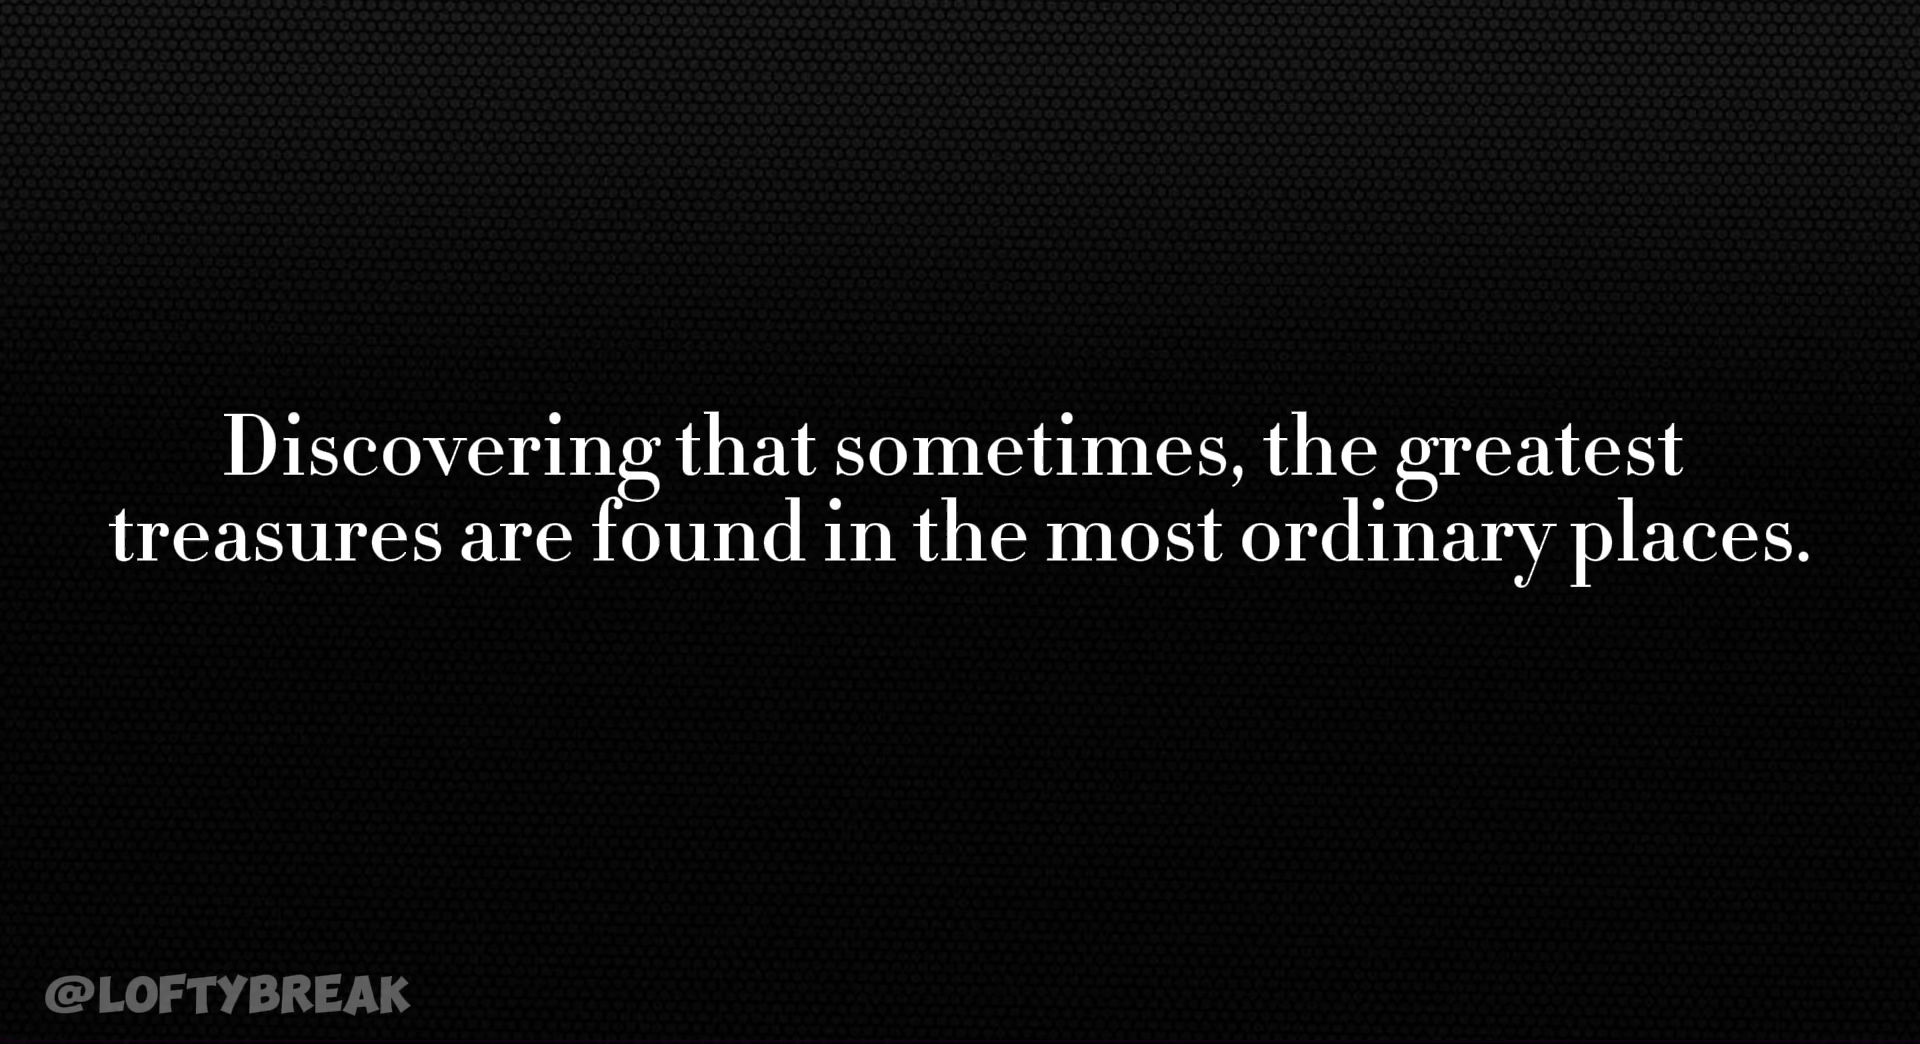 Discovering that sometimes, the greatest
treasures are found in the most ordinary places.
@LOFTYBREAK